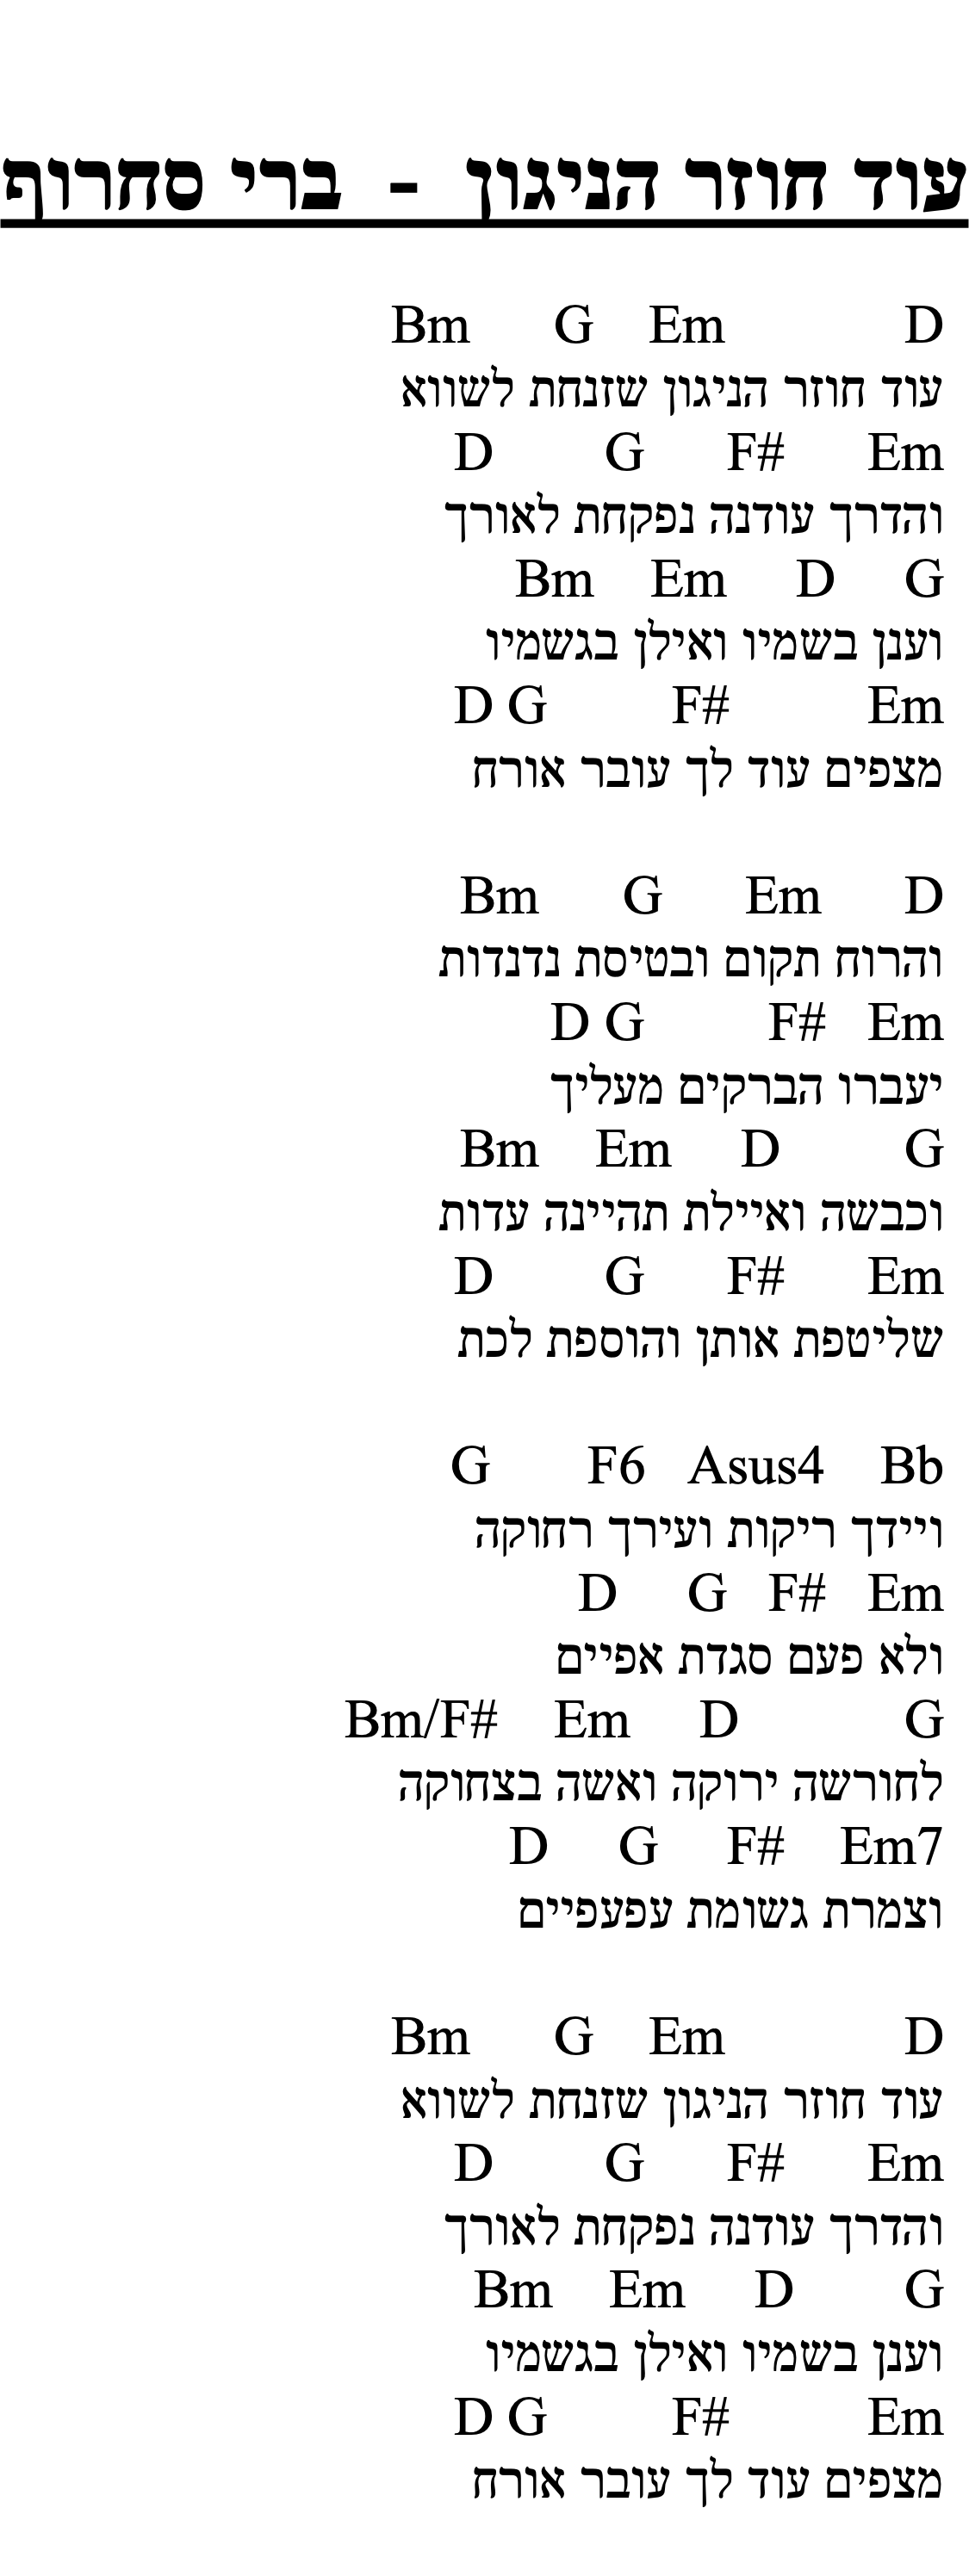 עוד חוזר הניגון - ברי סחרוף
Bm G Em D
עוד חוזר הניגון שזנחת לשווא
D G F# Em
והדרך עודנה נפקחת לאורך
Bm Em D G
וענן בשמיו ואילן בגשמיו
D G F# Em
מצפים עוד לך עובר אורח
Bm G Em D
והרוח תקום ובטיסת נדנדות
D G F# Em
יעברו הברקים מעליך
Bm Em D G
וכבשה ואיילת תהיינה עדות
D G F# Em
שליטפת אותן והוספת לכת
G F6 Asus4 Bb
ויידך ריקות ועירך רחוקה
D G F# Em
ולא פעם סגדת אפיים
Bm/F# Em D G
לחורשה ירוקה ואשה בצחוקה
D G F# Em7
וצמרת גשומת עפעפיים
Bm G Em D
עוד חוזר הניגון שזנחת לשווא
D G F# Em
והדרך עודנה נפקחת לאורך
Bm Em D G
וענן בשמיו ואילן בגשמיו
D G F# Em
מצפים עוד לך עובר אורח